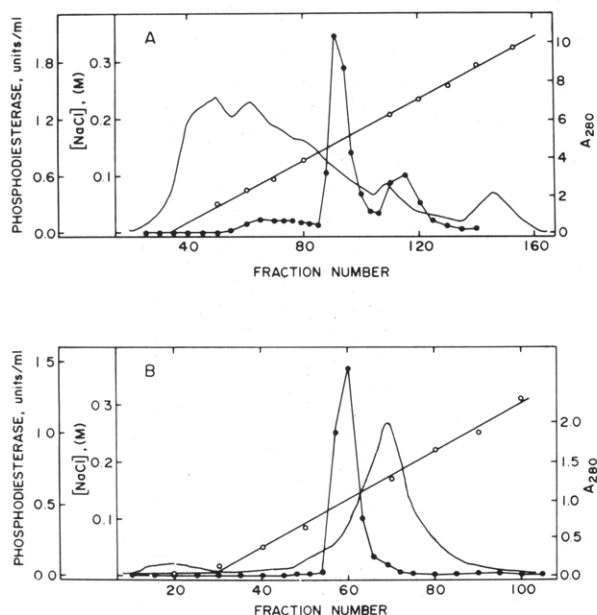 A
PHOSPHODIESTERASE, units/ml
[NaCl], (M)
A280
1.8
1.2
0.6
0.0
0.3
0.2
0.1
10
8
6
4
2
0
40 80 120 160
FRACTION NUMBER
B
PHOSPHODIESTERASE, units/ml
[NaCl], (M)
A280
1.5
1.0
0.5
0.0
0.3
0.2
0.1
2.0
1.5
1.0
0.5
0.0
20 40 60 80 100
FRACTION NUMBER